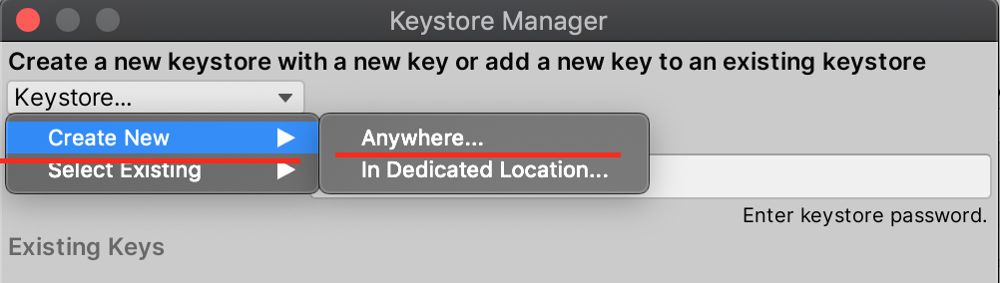 Keystore Manager
Create a new keystore with a new key or add a new key to an existing keystore
Keystore...
Create New
Anywhere...
Select Existing
In Dedicated Location...
Enter keystore password.
Existing Keys